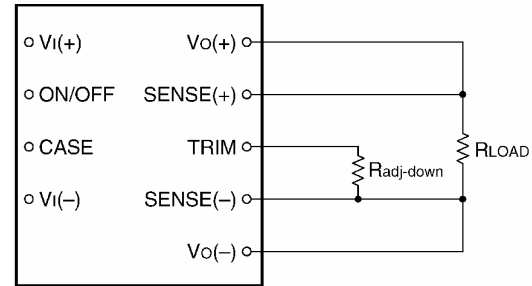 VI(+) VO(+)
ON/OFF SENSE(+)
CASE TRIM
Radj-down RLOAD
VI(–) SENSE(–)
VO(–)